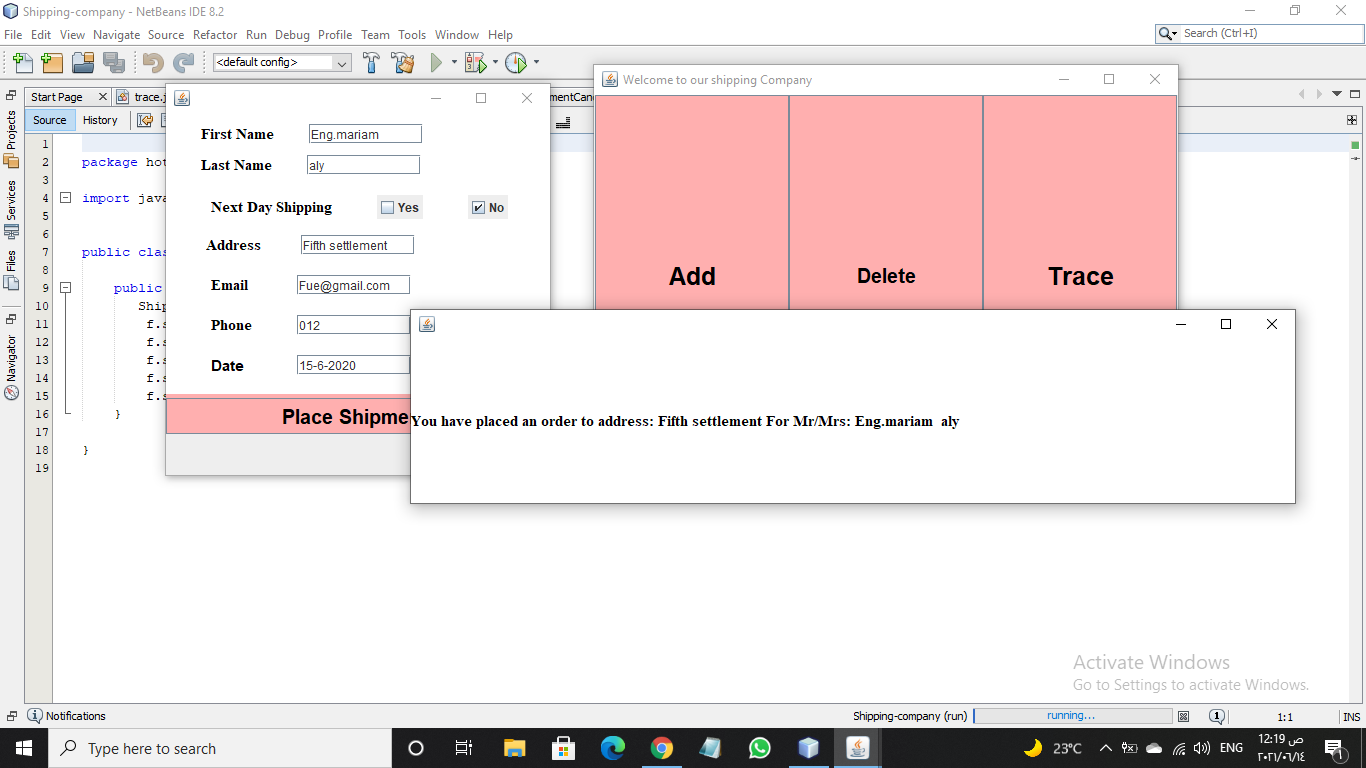 Shipping-company - NetBeans IDE 8.2
File Edit View Navigate Source Refactor Run Debug Profile Team Tools Window Help
Search (Ctrl+I)
<default config>
Start Page
trace.j
mentCan
Source History
Projects
Services
Files
Navigator
1
2 package hot
3
4 import java
5
6
7 public clas
8
9 public
10 Ship
11 f.s
12 f.s
13 f.s
14 f.s
15 f.s
16 }
17
18 }
19
First Name Eng.mariam
Last Name aly
Next Day Shipping Yes No
Address Fifth settlement
Email Fue@gmail.com
Phone 012
Date 15-6-2020
Place Shipme
Welcome to our shipping Company
Add Delete Trace
You have placed an order to address: Fifth settlement For Mr/Mrs: Eng.mariam aly
Activate Windows
Go to Settings to activate Windows.
Notifications
Shipping-company (run) running... 1 1:1 INS
Type here to search
23°C ENG
12:19 ص
٢٠٢١/٠٦/١٤
1